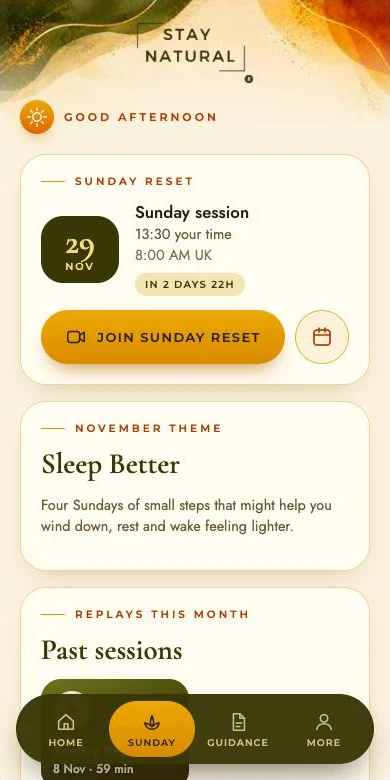 STAY
NATURAL
GOOD AFTERNOON
SUNDAY RESET
29
NOV
Sunday session
13:30 your time
8:00 AM UK
IN 2 DAYS 22H
JOIN SUNDAY RESET
NOVEMBER THEME
Sleep Better
Four Sundays of small steps that might help you
wind down, rest and wake feeling lighter.
REPLAYS THIS MONTH
Past sessions
8 Nov · 59 min
HOME
SUNDAY
GUIDANCE
MORE